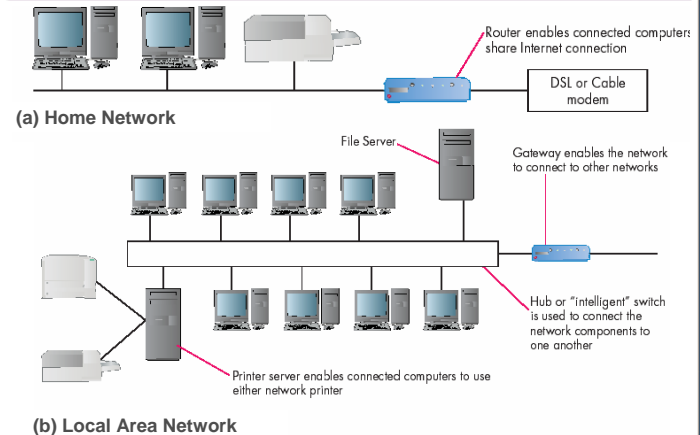 Router enables connected computers
share Internet connection
DSL or Cable
modem
(a) Home Network
File Server
Gateway enables the network
to connect to other networks
Hub or “intelligent” switch
is used to connect the
network components to
one another
Printer server enables connected computers to use
either network printer
(b) Local Area Network